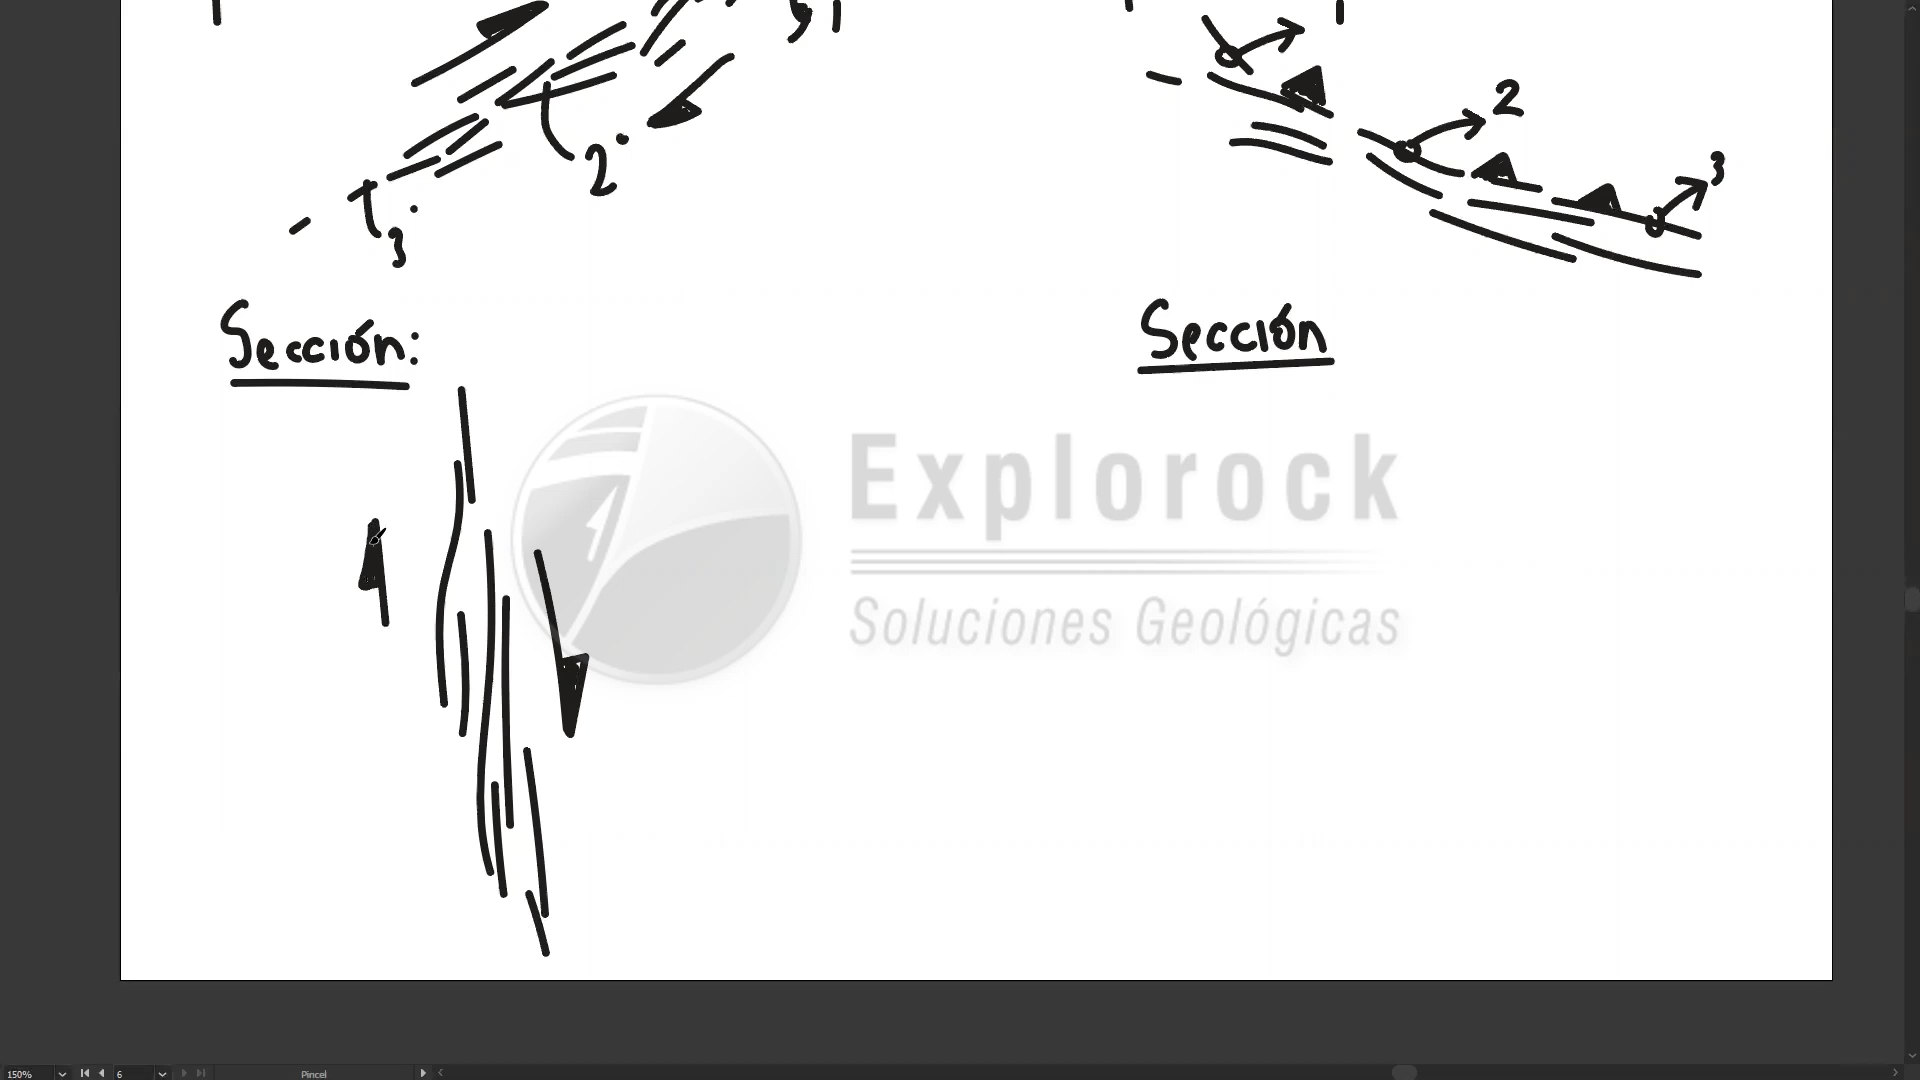 2
3
2.
3.
Sección:
Sección
Explorock
Soluciones Geológicas
150%
6
Pincel